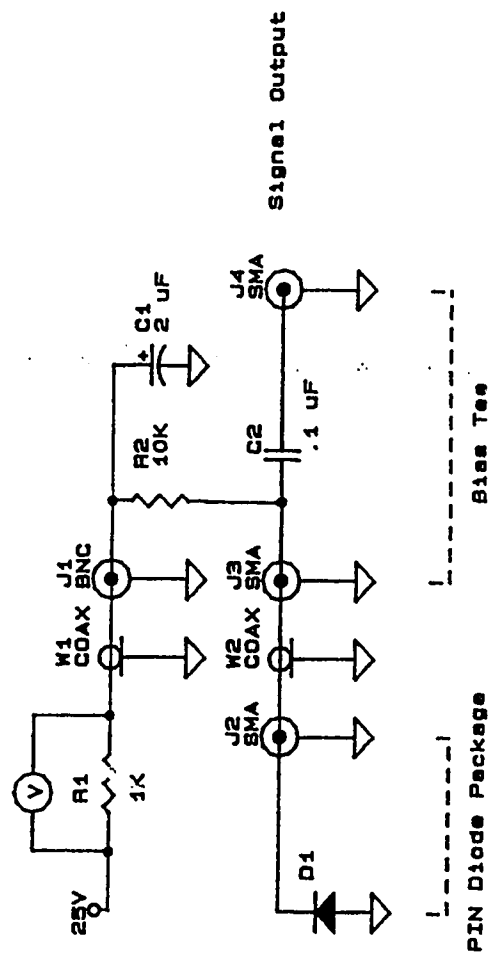 25V
V
R1
1K
W1
COAX
J1
BNC
R2
10K
+
C1
2 uF
D1
J2
SMA
W2
COAX
J3
SMA
C2
.1 uF
J4
SMA
Signal Output
PIN Diode Package
Bias Tee